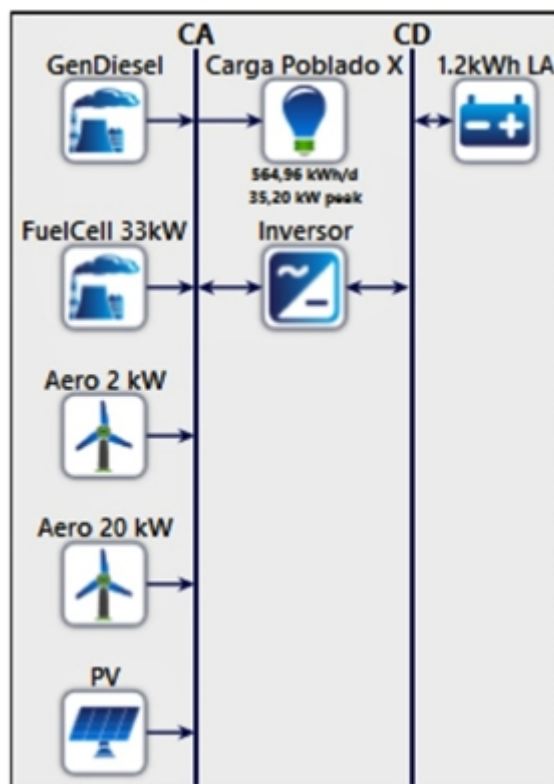 CA
CD
GenDiesel
Carga Poblado X
1.2kWh LA
564,96 kWh/d
35,20 kW peak
FuelCell 33kW
Inversor
Aero 2 kW
Aero 20 kW
PV